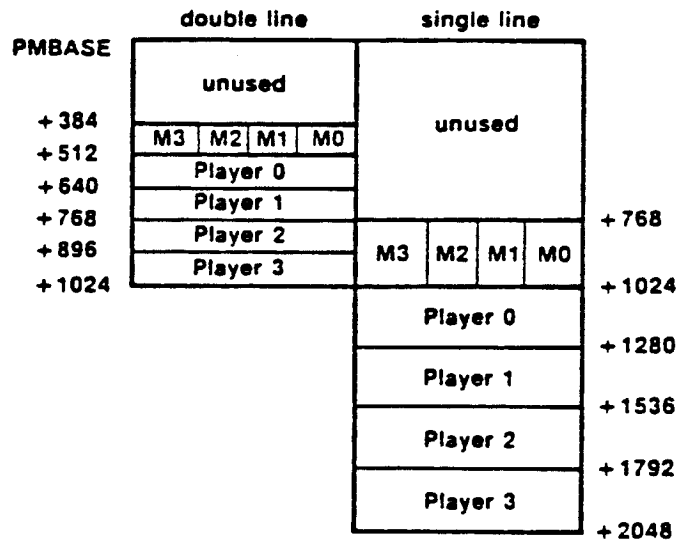 double line single line
PMBASE
unused
unused
+384
M3 M2 M1 M0
+512
Player 0
+640
Player 1
+768
+768
Player 2
+896
M3 M2 M1 M0
Player 3
+1024
+1024
Player 0
+1280
Player 1
+1536
Player 2
+1792
Player 3
+2048